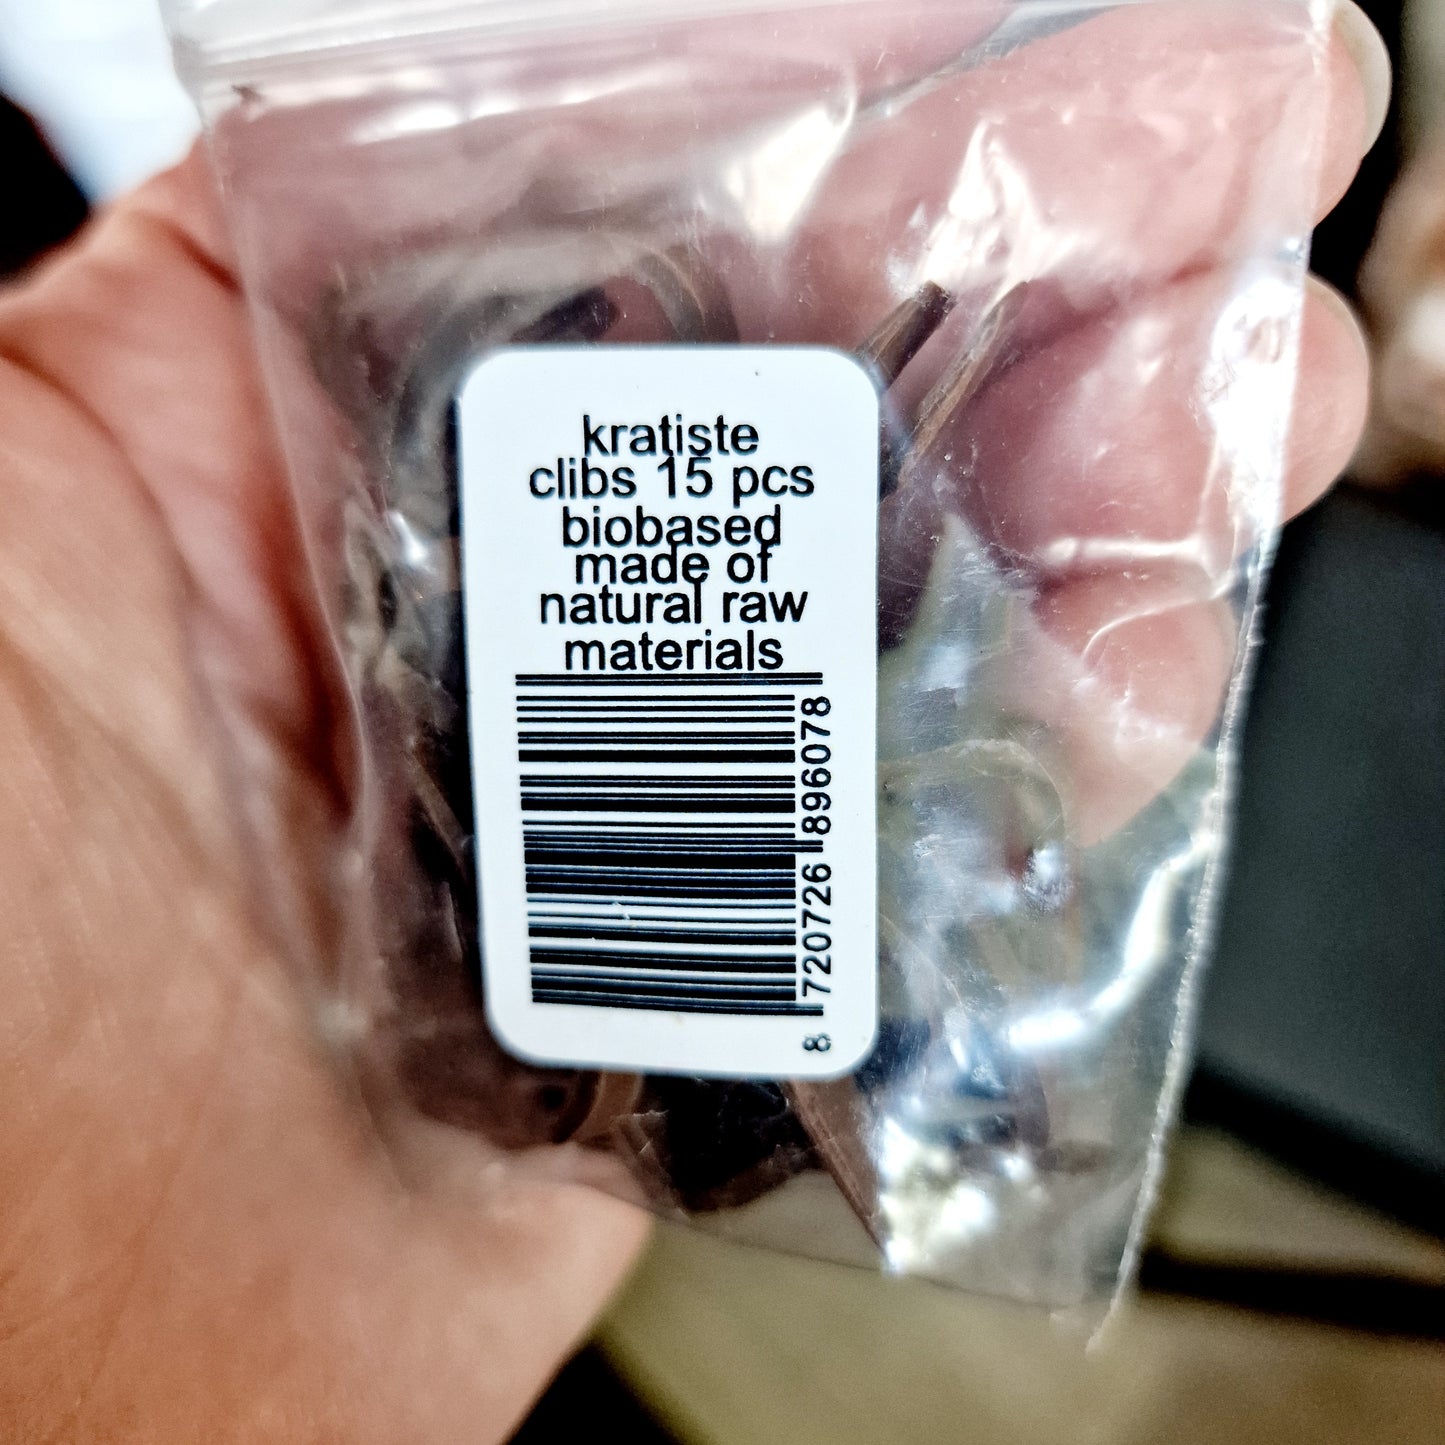 kratiste
clibs 15 pcs
biobased
made of
natural raw
materials
8 720726 896078